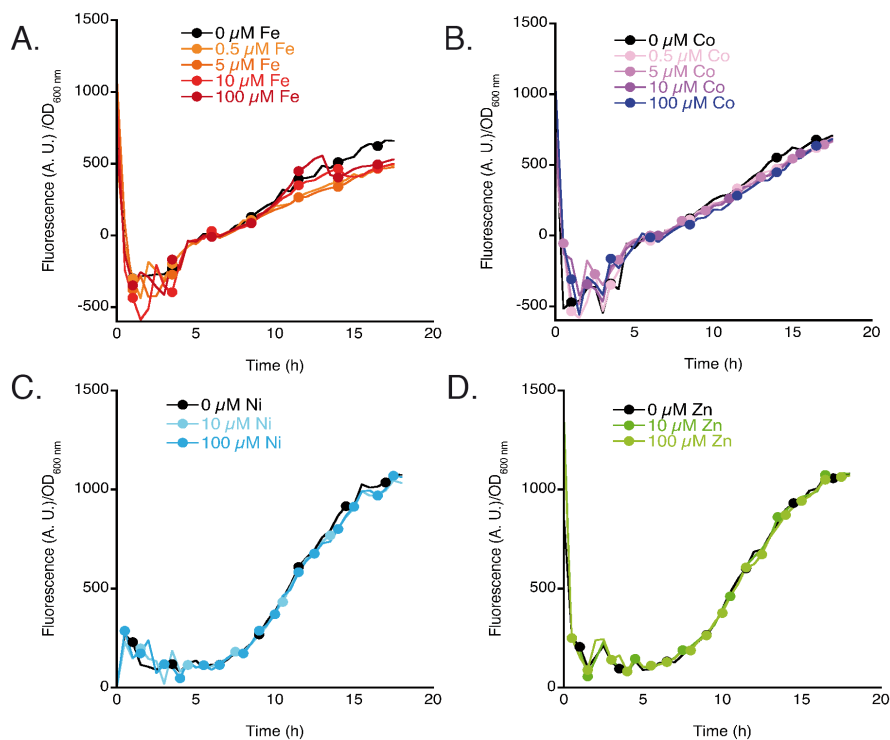 A.
0 µM Fe
0.5 µM Fe
5 µM Fe
10 µM Fe
100 µM Fe
1500
1000
500
0
-500
0
5
10
15
20
Fluorescence (A. U.) /OD600 nm
Time (h)
B.
0 µM Co
0.5 µM Co
5 µM Co
10 µM Co
100 µM Co
1500
1000
500
0
-500
0
5
10
15
20
Fluorescence (A. U.)/OD600 nm
Time (h)
C.
0 µM Ni
10 µM Ni
100 µM Ni
1500
1000
500
0
0
5
10
15
20
Fluorescence (A. U.)/OD600 nm
Time (h)
D.
0 µM Zn
10 µM Zn
100 µM Zn
1500
1000
500
0
0
5
10
15
20
Fluorescence (A. U.)/OD600 nm
Time (h)